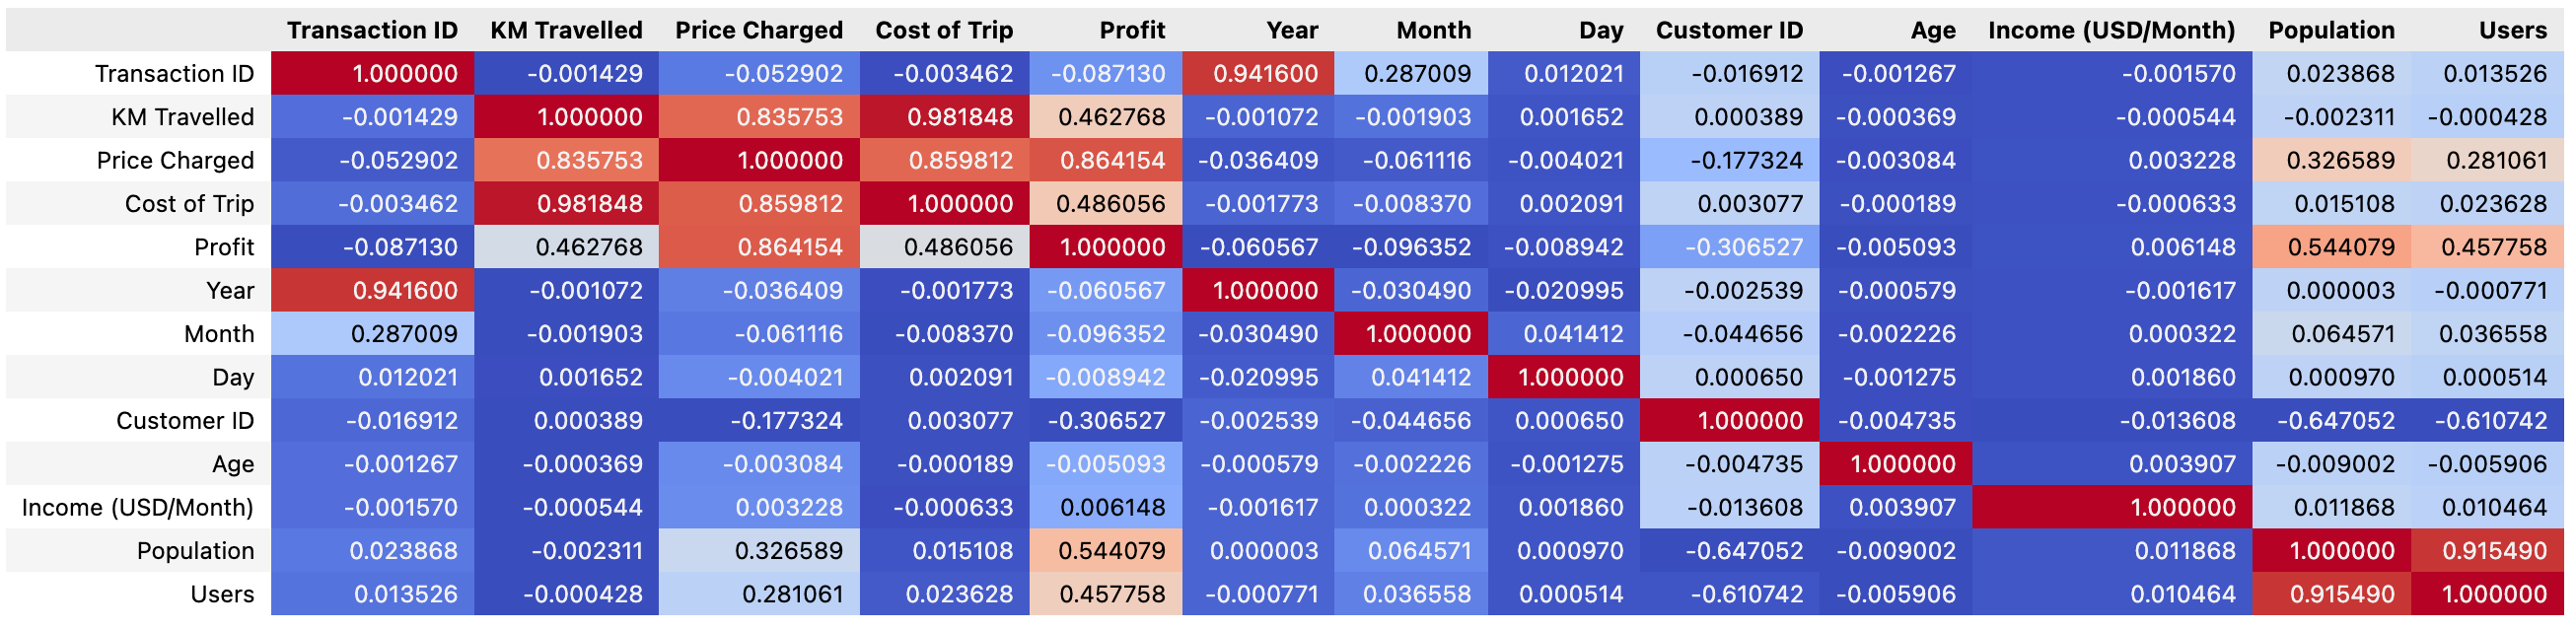 Transaction ID KM Travelled Price Charged Cost of Trip Profit Year Month Day Customer ID Age Income (USD/Month) Population Users
Transaction ID 1.000000 -0.001429 -0.052902 -0.003462 -0.087130 0.941600 0.287009 0.012021 -0.016912 -0.001267 -0.001570 0.023868 0.013526
KM Travelled -0.001429 1.000000 0.835753 0.981848 0.462768 -0.001072 -0.001903 0.001652 0.000389 -0.000369 -0.000544 -0.002311 -0.000428
Price Charged -0.052902 0.835753 1.000000 0.859812 0.864154 -0.036409 -0.061116 -0.004021 -0.177324 -0.003084 0.003228 0.326589 0.281061
Cost of Trip -0.003462 0.981848 0.859812 1.000000 0.486056 -0.001773 -0.008370 0.002091 0.003077 -0.000189 -0.000633 0.015108 0.023628
Profit -0.087130 0.462768 0.864154 0.486056 1.000000 -0.060567 -0.096352 -0.008942 -0.306527 -0.005093 0.006148 0.544079 0.457758
Year 0.941600 -0.001072 -0.036409 -0.001773 -0.060567 1.000000 -0.030490 -0.020995 -0.002539 -0.000579 -0.001617 0.000003 -0.000771
Month 0.287009 -0.001903 -0.061116 -0.008370 -0.096352 -0.030490 1.000000 0.041412 -0.044656 -0.002226 0.000322 0.064571 0.036558
Day 0.012021 0.001652 -0.004021 0.002091 -0.008942 -0.020995 0.041412 1.000000 0.000650 -0.001275 0.001860 0.000970 0.000514
Customer ID -0.016912 0.000389 -0.177324 0.003077 -0.306527 -0.002539 -0.044656 0.000650 1.000000 -0.004735 -0.013608 -0.647052 -0.610742
Age -0.001267 -0.000369 -0.003084 -0.000189 -0.005093 -0.000579 -0.002226 -0.001275 -0.004735 1.000000 0.003907 -0.009002 -0.005906
Income (USD/Month) -0.001570 -0.000544 0.003228 -0.000633 0.006148 -0.001617 0.000322 0.001860 -0.013608 0.003907 1.000000 0.011868 0.010464
Population 0.023868 -0.002311 0.326589 0.015108 0.544079 0.000003 0.064571 0.000970 -0.647052 -0.009002 0.011868 1.000000 0.915490
Users 0.013526 -0.000428 0.281061 0.023628 0.457758 -0.000771 0.036558 0.000514 -0.610742 -0.005906 0.010464 0.915490 1.000000